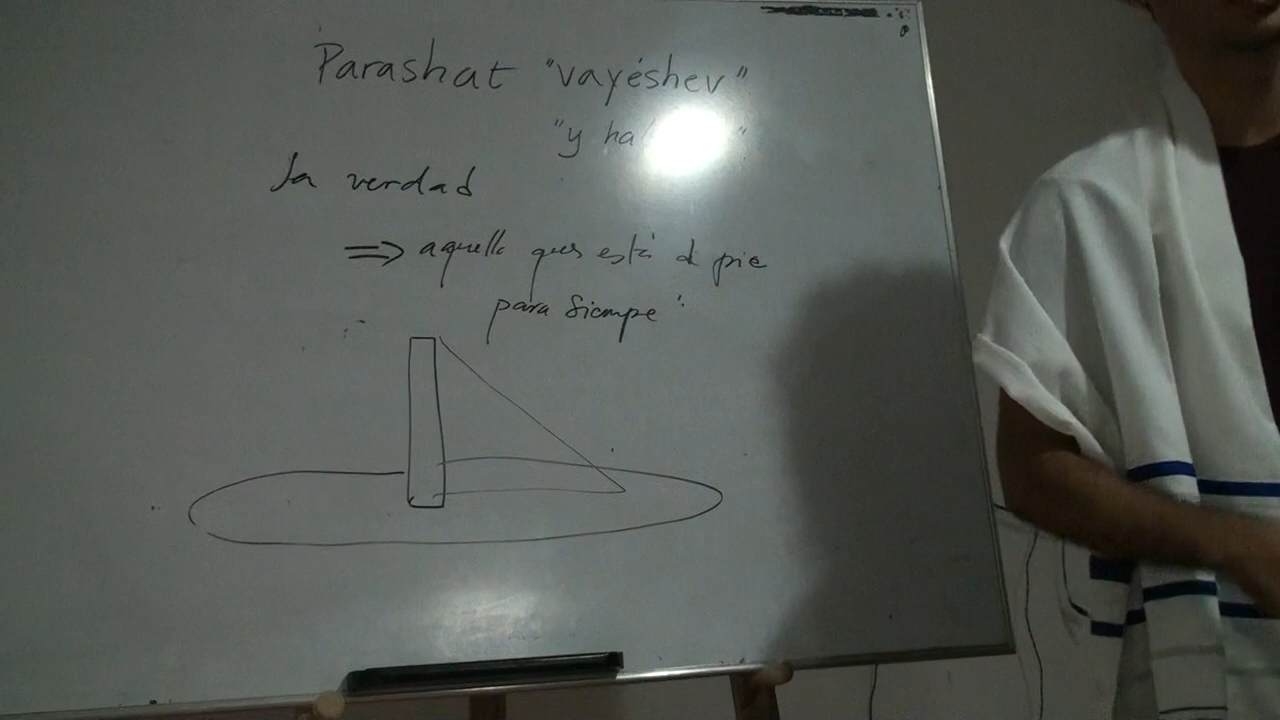 Parashat "vayéshev"
"y ha
la verdad
⇒ aquello que está de pie
para siempre